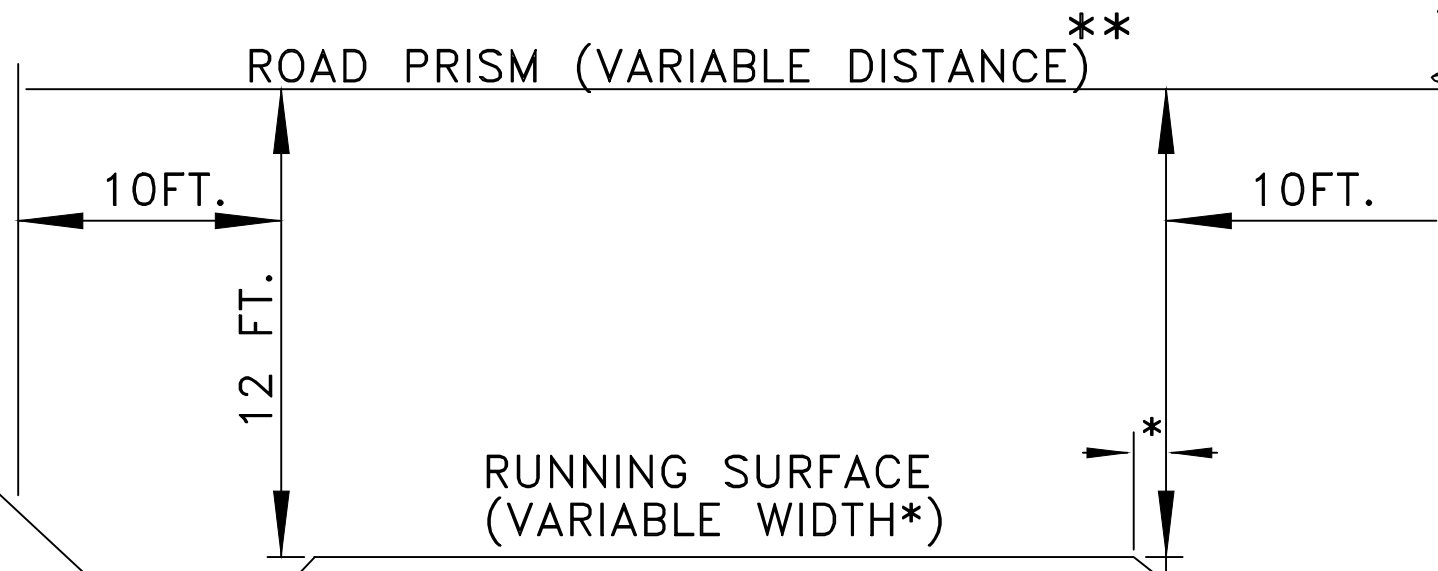 ROAD PRISM (VARIABLE DISTANCE)**
10FT.
10FT.
12 FT.
*
RUNNING SURFACE
(VARIABLE WIDTH*)